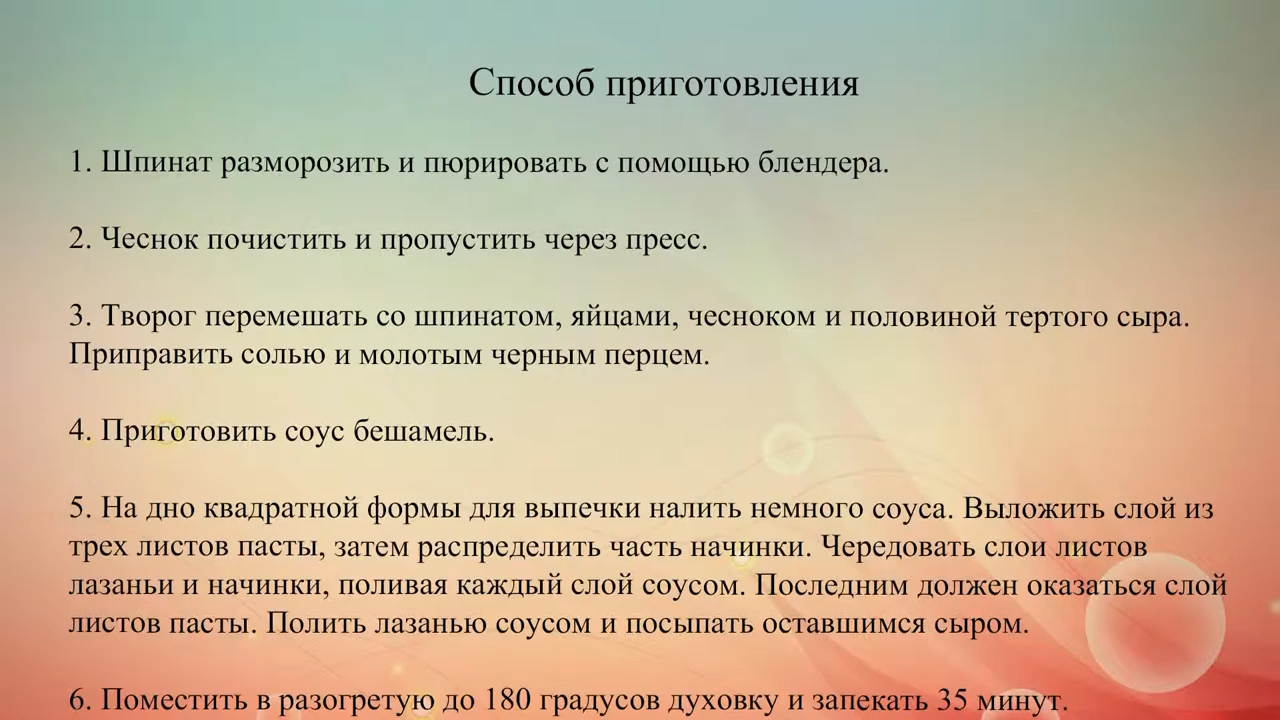 Способ приготовления
1. Шпинат разморозить и пюрировать с помощью блендера.
2. Чеснок почистить и пропустить через пресс.
3. Творог перемешать со шпинатом, яйцами, чесноком и половиной тертого сыра.
Приправить солью и молотым черным перцем.
4. Приготовить соус бешамель.
5. На дно квадратной формы для выпечки налить немного соуса. Выложить слой из
трех листов пасты, затем распределить часть начинки. Чередовать слои листов
лазаньи и начинки, поливая каждый слой соусом. Последним должен оказаться слой
листов пасты. Полить лазанью соусом и посыпать оставшимся сыром.
6. Поместить в разогретую до 180 градусов духовку и запекать 35 минут.